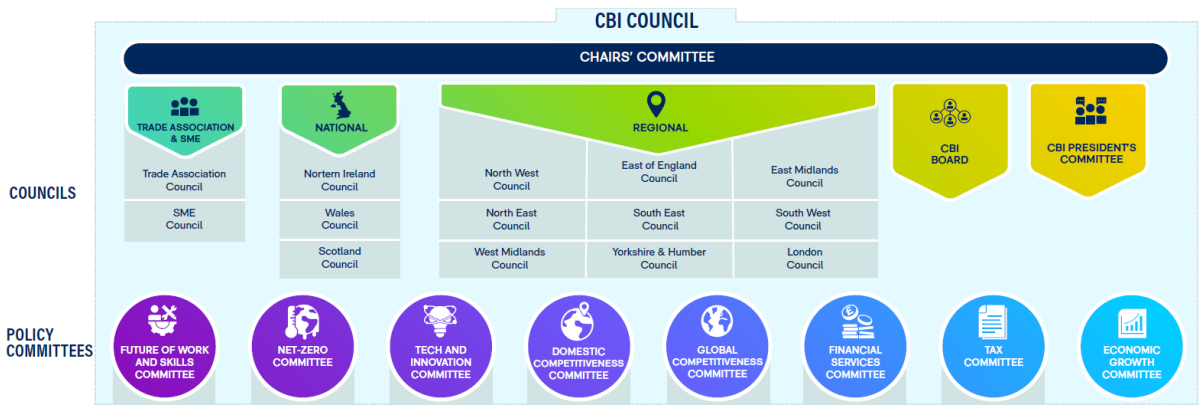 CBI COUNCIL
CHAIRS' COMMITTEE
TRADE ASSOCIATION
& SME
NATIONAL
REGIONAL
CBI
BOARD
CBI PRESIDENT'S
COMMITTEE
COUNCILS
Trade Association
Council
Nortern Ireland
Council
North West
Council
East of England
Council
East Midlands
Council
SME
Council
Wales
Council
North East
Council
South East
Council
South West
Council
Scotland
Council
West Midlands
Council
Yorkshire & Humber
Council
London
Council
POLICY
COMMITTEES
FUTURE OF WORK
AND SKILLS
COMMITTEE
NET-ZERO
COMMITTEE
TECH AND
INNOVATION
COMMITTEE
DOMESTIC
COMPETITIVENESS
COMMITTEE
GLOBAL
COMPETITIVENESS
COMMITTEE
FINANCIAL
SERVICES
COMMITTEE
TAX
COMMITTEE
ECONOMIC
GROWTH
COMMITTEE